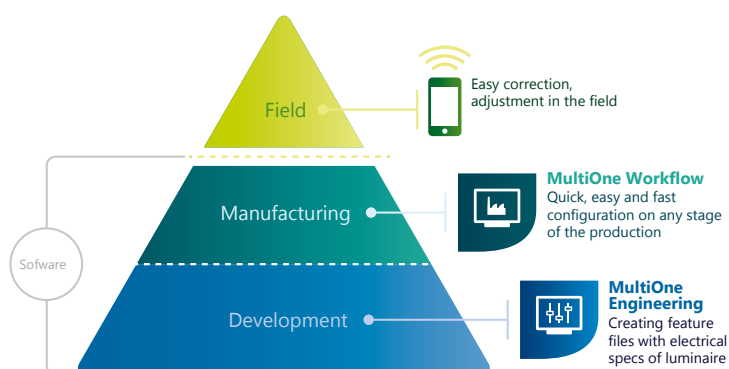 Field
Easy correction,
adjustment in the field
Manufacturing
MultiOne Workflow
Quick, easy and fast
configuration on any stage
of the production
Sofware
Development
MultiOne
Engineering
Creating feature
files with electrical
specs of luminaire